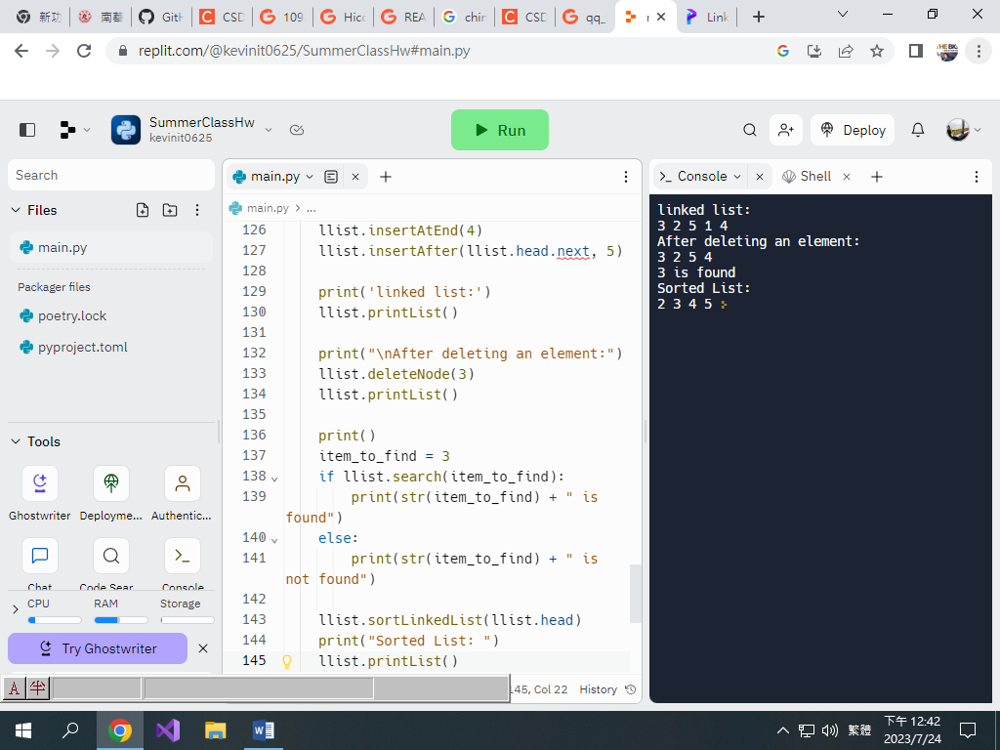 新功
南華
GitH
CSD
109
Hicc
REA
chir
CSD
qq_
Link
replit.com/@kevinit0625/SummerClassHw#main.py
SummerClassHw
kevinit0625
Run
Deploy
Search
Files
main.py
Packager files
poetry.lock
pyproject.toml
Tools
Ghostwriter
Deployme...
Authentic...
Chat
Code Sear
Console
CPU
RAM
Storage
Try Ghostwriter
main.py
main.py > ...
126 llist.insertAtEnd(4)
127 llist.insertAfter(llist.head.next, 5)
128
129 print('linked list:')
130 llist.printList()
131
132 print("\nAfter deleting an element:")
133 llist.deleteNode(3)
134 llist.printList()
135
136 print()
137 item_to_find = 3
138 if llist.search(item_to_find):
139 print(str(item_to_find) + " is
found")
140 else:
141 print(str(item_to_find) + " is
not found")
142
143 llist.sortLinkedList(llist.head)
144 print("Sorted List: ")
145 llist.printList()
145, Col 22
History
Console
Shell
linked list:
3 2 5 1 4
After deleting an element:
3 2 5 4
3 is found
Sorted List:
2 3 4 5
A 半
繁體
下午 12:42
2023/7/24